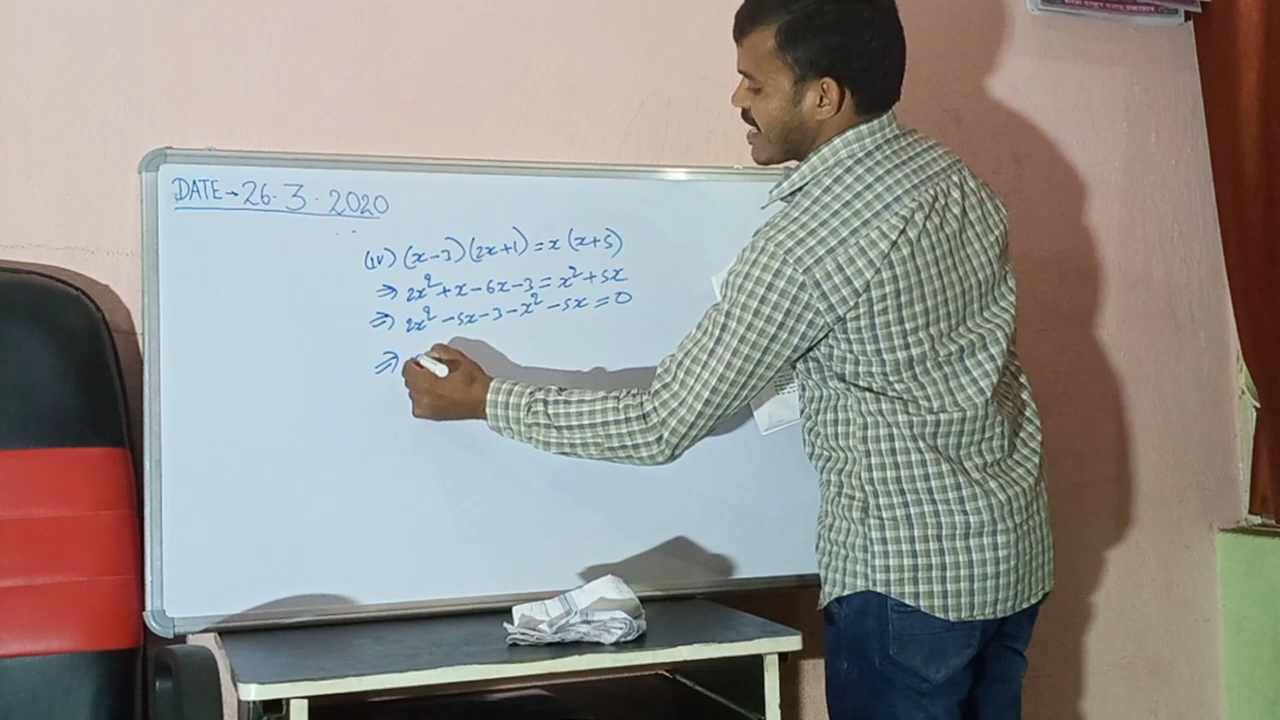 DATE → 26.3.2020
(iv) (x-3)(2x+1) = x(x+5)
⇒ 2x²+x-6x-3 = x²+5x
⇒ 2x²-5x-3-x²-5x = 0
⇒